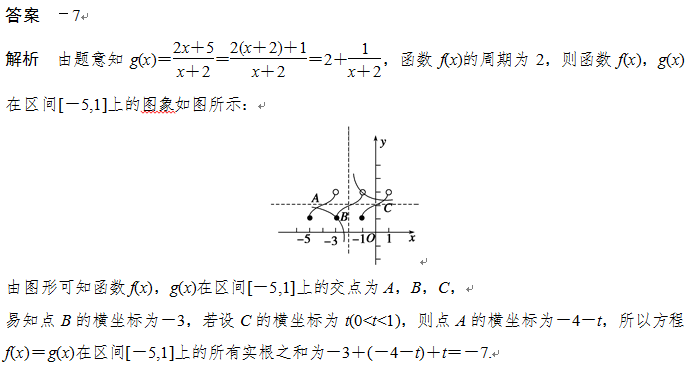 答案　－7
解析　由题意知 g(x)＝(2x＋5)/(x＋2)＝(2(x＋2)＋1)/(x＋2)＝2＋1/(x＋2)，函数 f(x)的周期为 2，则函数 f(x)，g(x)
在区间[－5,1]上的图象如图所示：
y
A
B
C
－5 －3 －1 O 1 x
由图形可知函数 f(x)，g(x)在区间[－5,1]上的交点为 A，B，C，
易知点 B 的横坐标为－3，若设 C 的横坐标为 t(0<t<1)，则点 A 的横坐标为－4－t，所以方程
f(x)＝g(x)在区间[－5,1]上的所有实根之和为－3＋(－4－t)＋t＝－7.